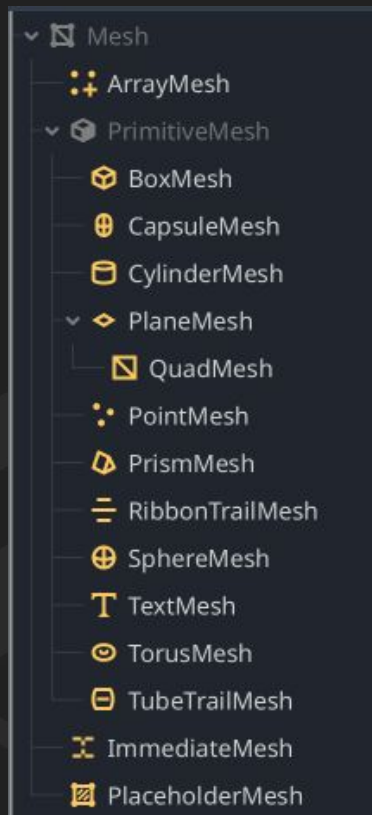 Mesh
ArrayMesh
PrimitiveMesh
BoxMesh
CapsuleMesh
CylinderMesh
PlaneMesh
QuadMesh
PointMesh
PrismMesh
RibbonTrailMesh
SphereMesh
TextMesh
TorusMesh
TubeTrailMesh
ImmediateMesh
PlaceholderMesh